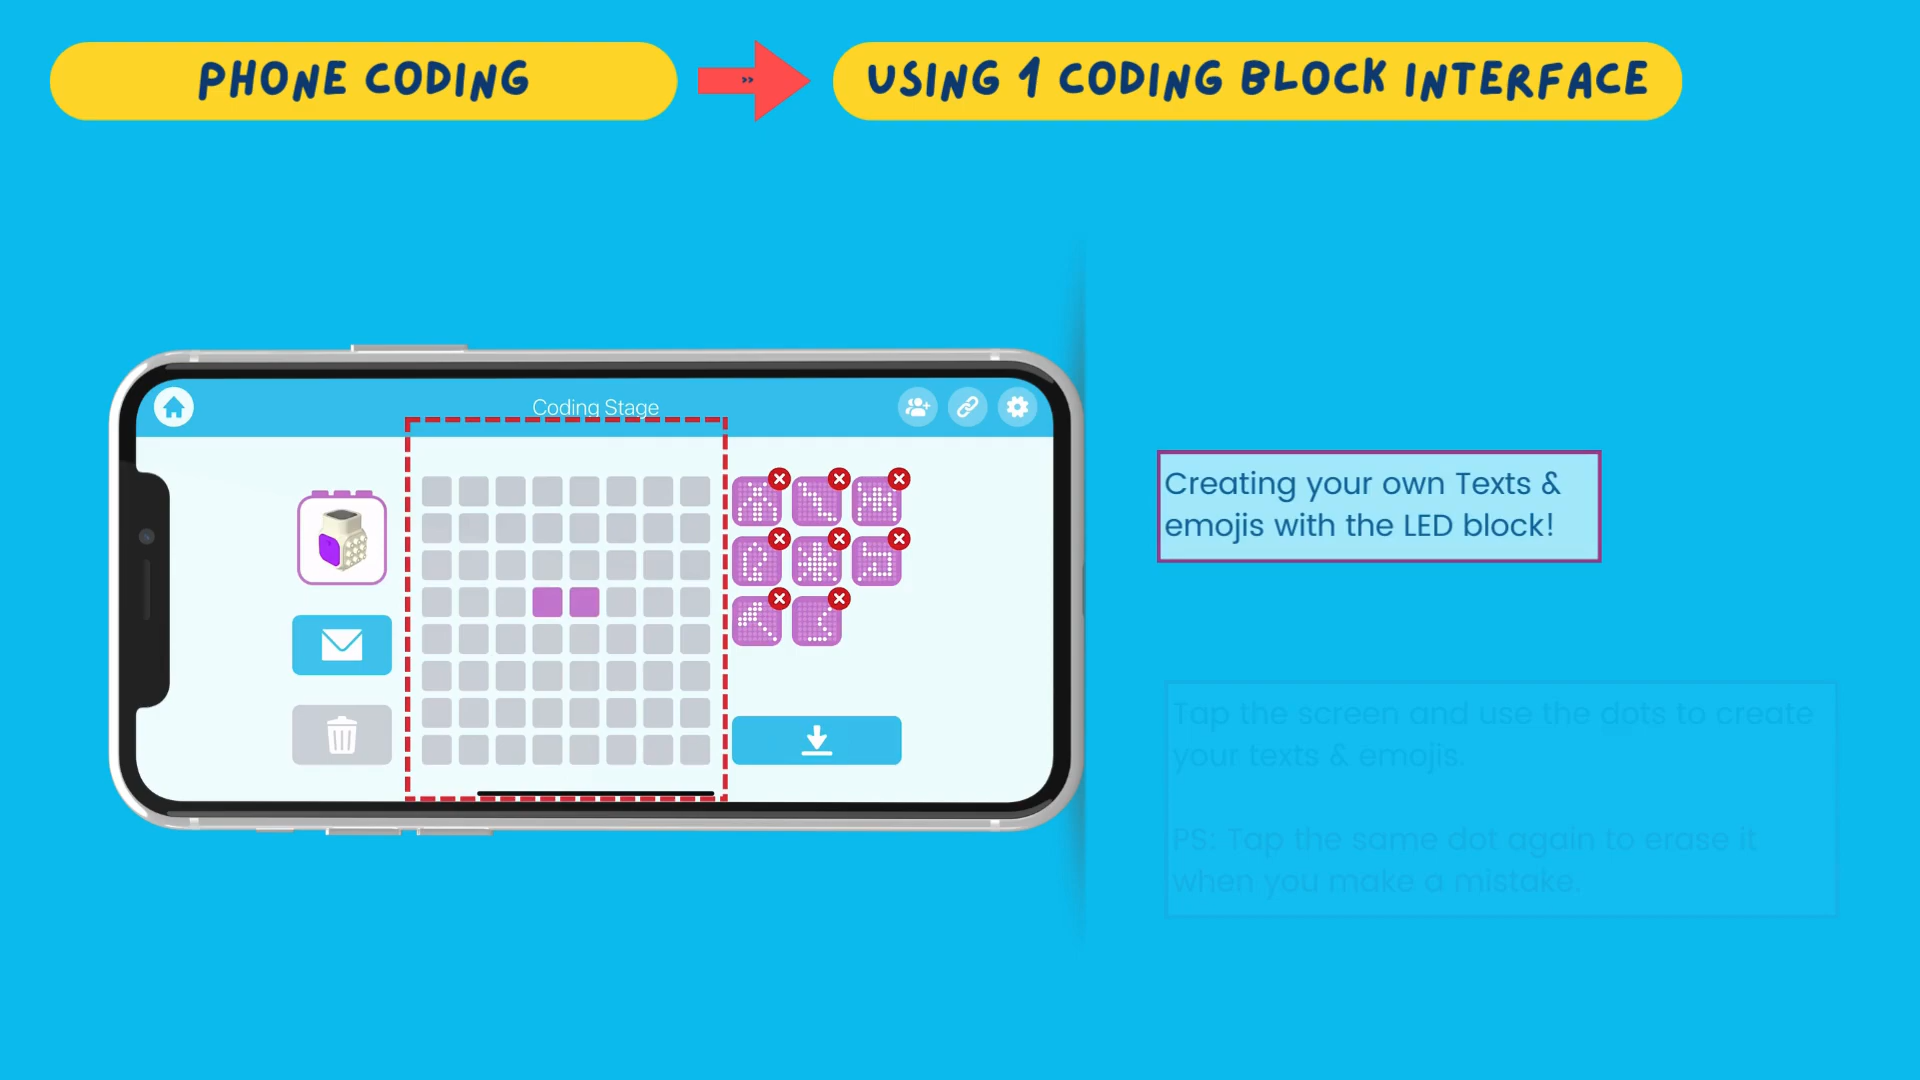 PHONE CODING
USING 1 CODING BLOCK INTERFACE
Coding Stage
Creating your own Texts &
emojis with the LED block!
Tap the screen and use the dots to create
your texts & emojis.
PS: Tap the same dot again to erase it
when you make a mistake.